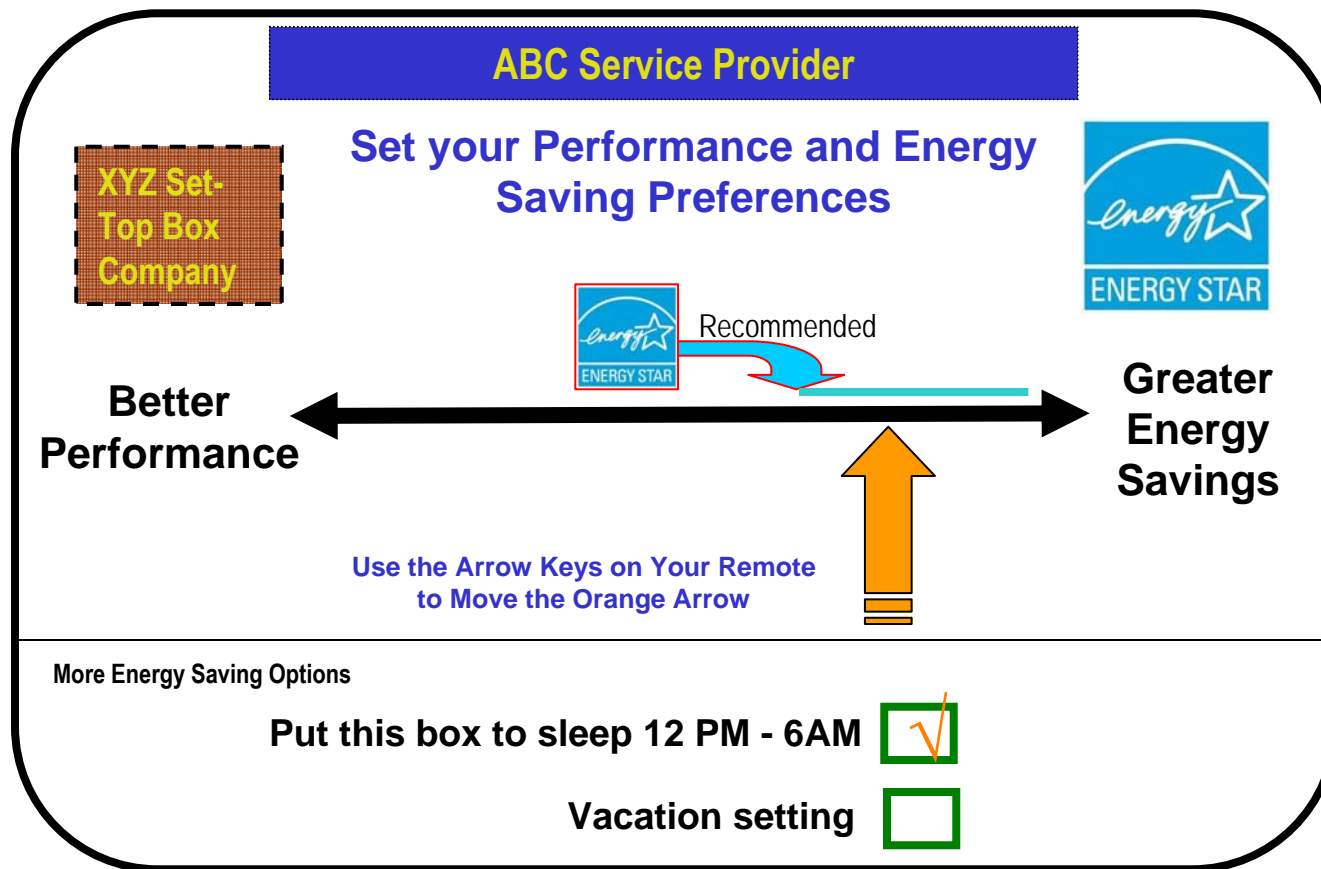 ABC Service Provider
Set your Performance and Energy
Saving Preferences
XYZ Set-
Top Box
Company
energy
ENERGY STAR
energy
ENERGY STAR
Recommended
Better
Performance
Greater
Energy
Savings
Use the Arrow Keys on Your Remote
to Move the Orange Arrow
More Energy Saving Options
Put this box to sleep 12 PM - 6AM √
Vacation setting